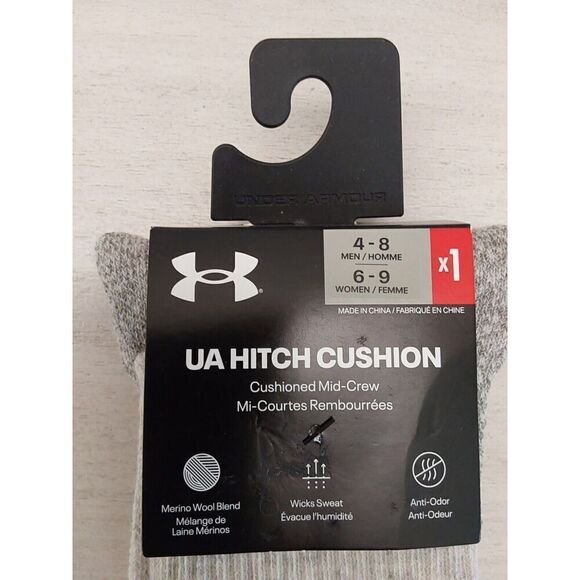 UNDER ARMOUR
4 - 8
MEN / HOMME
6 - 9
WOMEN / FEMME
x1
MADE IN CHINA / FABRIQUÉ EN CHINE
UA HITCH CUSHION
Cushioned Mid-Crew
Mi-Courtes Rembourrées
Merino Wool Blend
Mélange de
Laine Mérinos
Wicks Sweat
Évacue l'humidité
Anti-Odor
Anti-Odeur